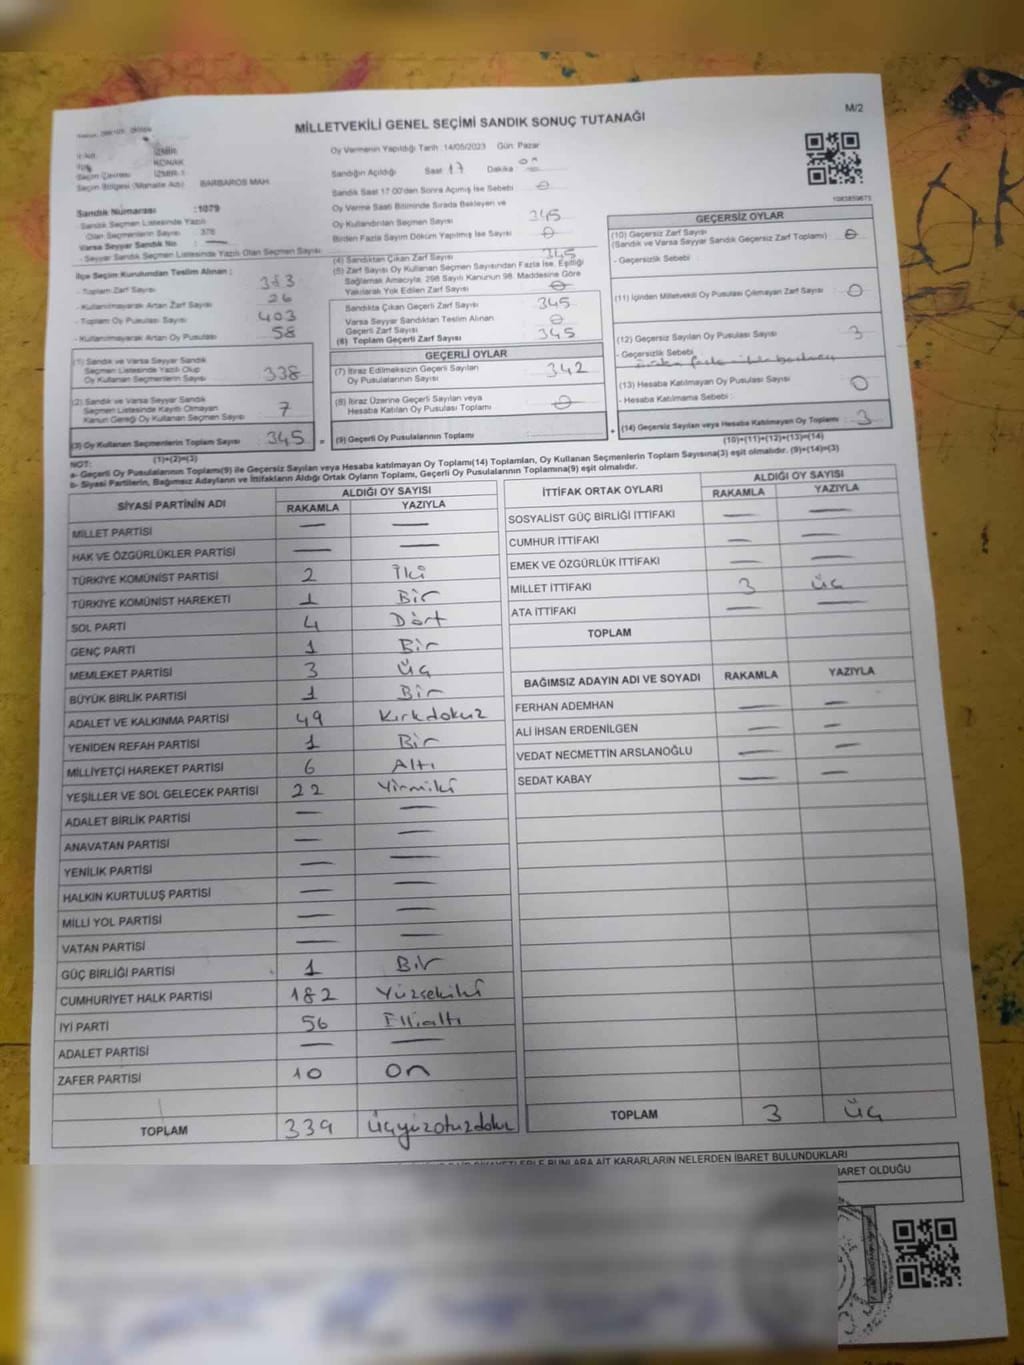 M/2
MİLLETVEKİLİ GENEL SEÇİMİ SANDIK SONUÇ TUTANAĞI
İZMİR
KONAK
Seçim Çevresi İZMİR-1
Seçim Bölgesi (Mahalle Adı) BARBAROS MAH.
Sandık Numarası :1079
- Sandık Seçmen Listesinde Yazılı
Olan Seçmenlerin Sayısı 378
Varsa Seyyar Sandık No
- Seyyar Sandık Seçmen Listesinde Yazılı Olan Seçmen Sayısı
İlçe Seçim Kurulundan Teslim Alınan :
- Toplam Zarf Sayısı
- Kullanılmayarak Artan Zarf Sayısı 26
- Toplam Oy Pusulası Sayısı 403
- Kullanılmayarak Artan Oy Pusulası 58
(1) Sandık ve Varsa Seyyar Sandık
Seçmen Listesinde Yazılı Olup
Oy Kullanan Seçmenlerin Sayısı 338
(2) Sandık ve Varsa Seyyar Sandık
Seçmen Listesinde Kayıtlı Olmayan
Kanun Gereği Oy Kullanan Seçmen Sayısı 7
(3) Oy Kullanan Seçmenlerin Toplam Sayısı 345 =
(1)+(2)=(3)
Oy Vermenin Yapıldığı Tarih :14/05/2023 Gün: Pazar
Sandığın Açıldığı Saat 17 Dakika
Sandık Saat 17:00'den Sonra Açılmış İse Sebebi
Oy Verme Saati Bitiminde Sırada Bekleyen ve
Oy Kullandırılan Seçmen Sayısı 345
Birden Fazla Sayım Döküm Yapılmış İse Sayısı
(4) Sandıktan Çıkan Zarf Sayısı 345
(5) Zarf Sayısı Oy Kullanan Seçmen Sayısından Fazla İse, Eşitliği
Sağlamak Amacıyla, 298 Sayılı Kanunun 98. Maddesine Göre
Yakılarak Yok Edilen Zarf Sayısı
Sandıkta Çıkan Geçerli Zarf Sayısı 345
Varsa Seyyar Sandıktan Teslim Alınan
Geçerli Zarf Sayısı
(6) Toplam Geçerli Zarf Sayısı 345
GEÇERLİ OYLAR
(7) İtiraz Edilmeksizin Geçerli Sayılan
Oy Pusulalarının Sayısı 342
(8) İtiraz Üzerine Geçerli Sayılan veya
Hesaba Katılan Oy Pusulası Toplamı
(9) Geçerli Oy Pusulalarının Toplamı +
1083859673
GEÇERSİZ OYLAR
(10) Geçersiz Zarf Sayısı
(Sandık ve Varsa Seyyar Sandık Geçersiz Zarf Toplamı)
- Geçersizlik Sebebi
(11) İçinden Milletvekili Oy Pusulası Çıkmayan Zarf Sayısı
(12) Geçersiz Sayılan Oy Pusulası Sayısı 3
- Geçersizlik Sebebi
(13) Hesaba Katılmayan Oy Pusulası Sayısı
- Hesaba Katılmama Sebebi :
(14) Geçersiz Sayılan veya Hesaba Katılmayan Oy Toplamı : 3
(10)+(11)+(12)+(13)=(14)
NOT:
a- Geçerli Oy Pusulalarının Toplamı(9) ile Geçersiz Sayılan veya Hesaba katılmayan Oy Toplamı(14) Toplamları, Oy Kullanan Seçmenlerin Toplam Sayısına(3) eşit olmalıdır. (9)+(14)=(3)
b- Siyasi Partilerin, Bağımsız Adayların ve İttifakların Aldığı Ortak Oyların Toplamı, Geçerli Oy Pusulalarının Toplamına(9) eşit olmalıdır.
SİYASİ PARTİNİN ADI ALDIĞI OY SAYISI
RAKAMLA YAZIYLA
MİLLET PARTİSI — —
HAK VE ÖZGÜRLÜKLER PARTİSİ — —
TÜRKİYE KOMÜNİST PARTİSİ 2 İki
TÜRKİYE KOMÜNİST HAREKETİ 1 Bir
SOL PARTİ 4 Dört
GENÇ PARTİ 1 Bir
MEMLEKET PARTİSİ 3 Üç
BÜYÜK BİRLİK PARTİSİ 1 Bir
ADALET VE KALKINMA PARTİSİ 49 Kırkdokuz
YENİDEN REFAH PARTİSİ 1 Bir
MİLLİYETÇİ HAREKET PARTİSİ 6 Altı
YEŞİLLER VE SOL GELECEK PARTİSİ 22 Yirmiki
ADALET BİRLİK PARTİSİ — —
ANAVATAN PARTİSİ — —
YENİLİK PARTİSİ — —
HALKIN KURTULUŞ PARTİSİ — —
MİLLİ YOL PARTİSİ — —
VATAN PARTİSİ — —
GÜÇ BİRLİĞİ PARTİSİ 1 Bir
CUMHURİYET HALK PARTİSİ 182 Yüzsekiki
İYİ PARTİ 56 Ellialtı
ADALET PARTİSİ — —
ZAFER PARTİSİ 10 On
TOPLAM 339 Üçyüzotuzdokuz
İTTİFAK ORTAK OYLARI ALDIĞI OY SAYISI
RAKAMLA YAZIYLA
SOSYALİST GÜÇ BİRLİĞİ İTTİFAKI — —
CUMHUR İTTİFAKI — —
EMEK VE ÖZGÜRLÜK İTTİFAKI — —
MİLLET İTTİFAKI 3 üç
ATA İTTİFAKI — —
TOPLAM
BAĞIMSIZ ADAYIN ADI VE SOYADI RAKAMLA YAZIYLA
FERHAN ADEMHAN — —
ALİ İHSAN ERDENİLGEN — —
VEDAT NECMETTİN ARSLANOĞLU — —
SEDAT KABAY — —
TOPLAM 3 üç
BUNLARA AİT KARARLARIN NELERDEN İBARET BULUNDUKLARI
İBARET OLDUĞU